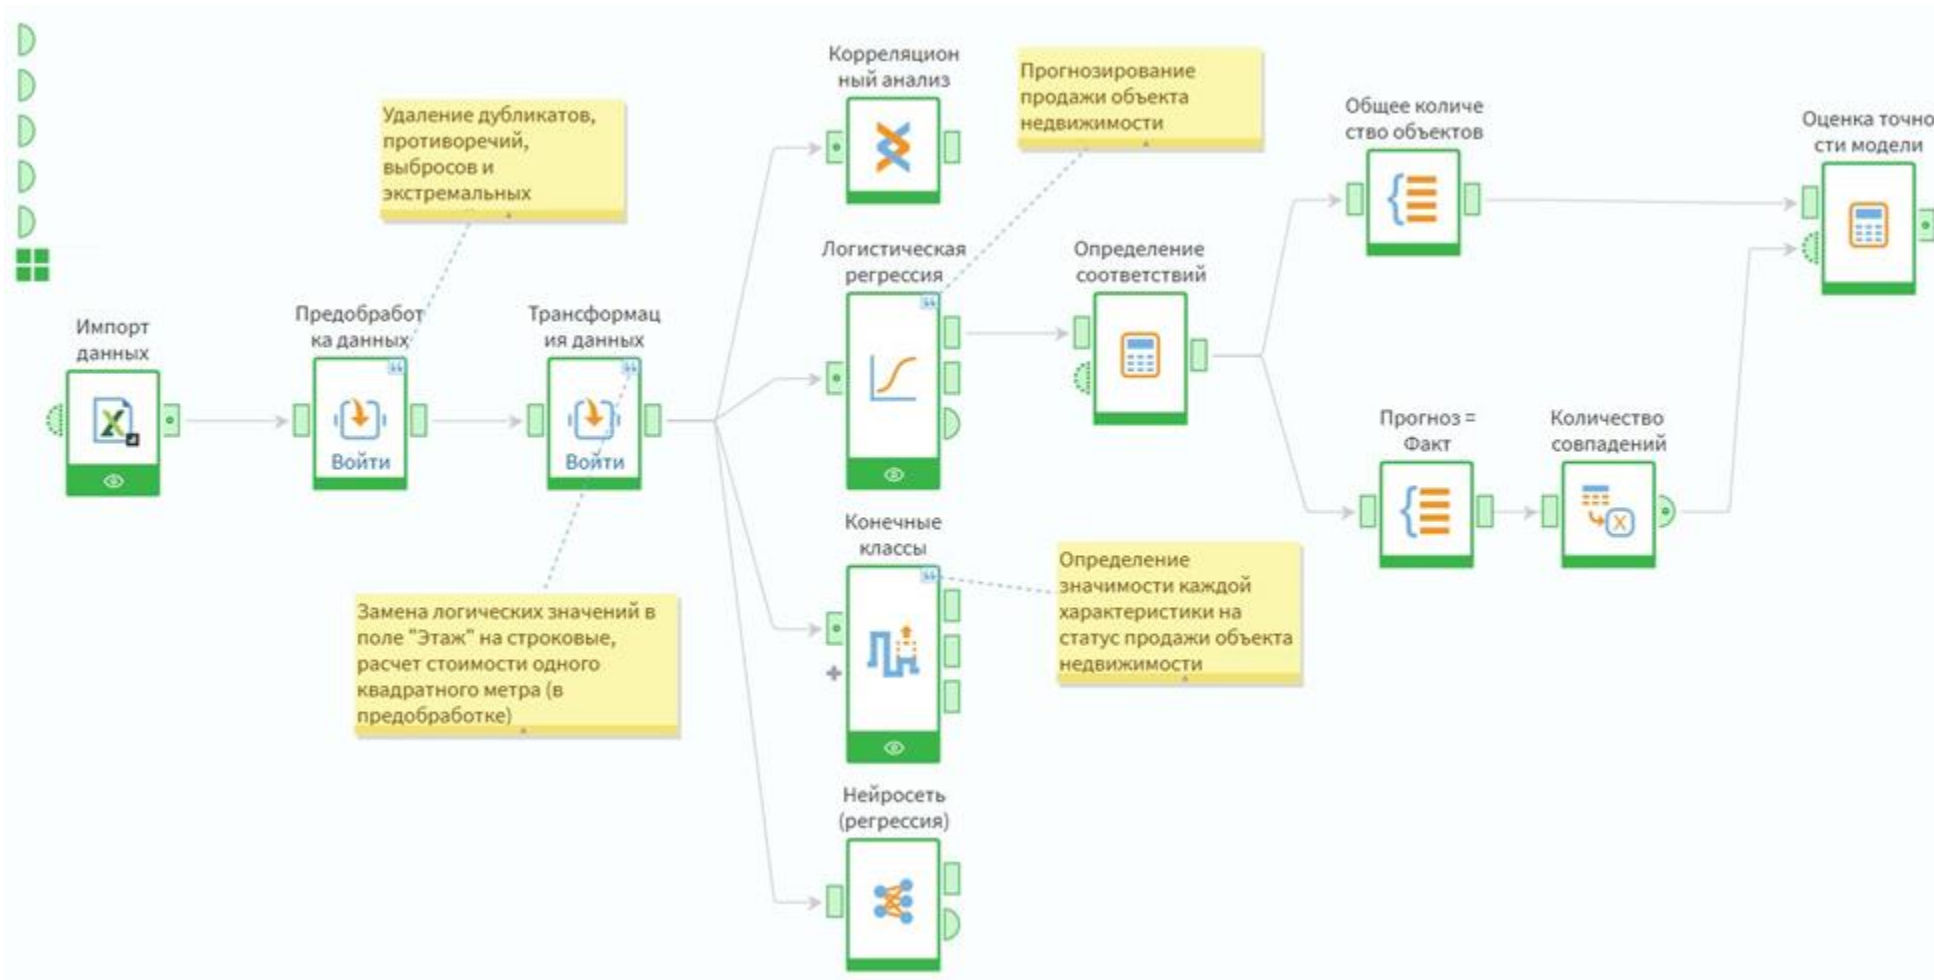 Импорт
данных
Удаление дубликатов,
противоречий,
выбросов и
экстремальных
Предобработ
ка данных
Войти
Трансформац
ия данных
Войти
Замена логических значений в
поле "Этаж" на строковые,
расчет стоимости одного
квадратного метра (в
предобработке)
Корреляцион
ный анализ
Прогнозирование
продажи объекта
недвижимости
Логистическая
регрессия
Определение
соответствий
Конечные
классы
Определение
значимости каждой
характеристики на
статус продажи объекта
недвижимости
Нейросеть
(регрессия)
Общее количе
ство объектов
Прогноз =
Факт
Количество
совпадений
Оценка точно
сти модели